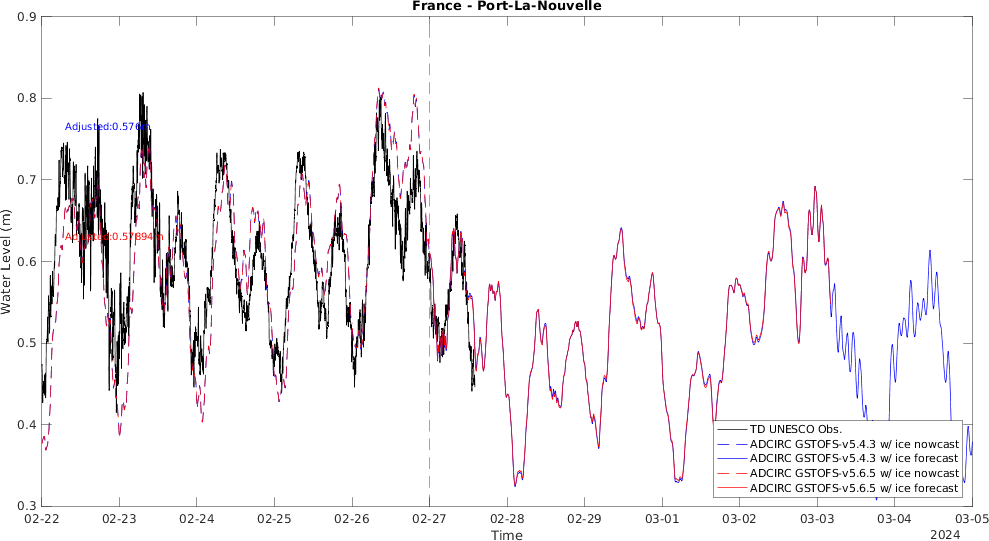 France - Port-La-Nouvelle
0.9
0.8
0.7
0.6
0.5
0.4
0.3
Water Level (m)
Adjusted:0.576
Adjusted:0.57894m
TD UNESCO Obs.
ADCIRC GSTOFS-v5.4.3 w/ ice nowcast
ADCIRC GSTOFS-v5.4.3 w/ ice forecast
ADCIRC GSTOFS-v5.6.5 w/ ice nowcast
ADCIRC GSTOFS-v5.6.5 w/ ice forecast
02-22 02-23 02-24 02-25 02-26 02-27 02-28 02-29 03-01 03-02 03-03 03-04 03-05
Time
2024